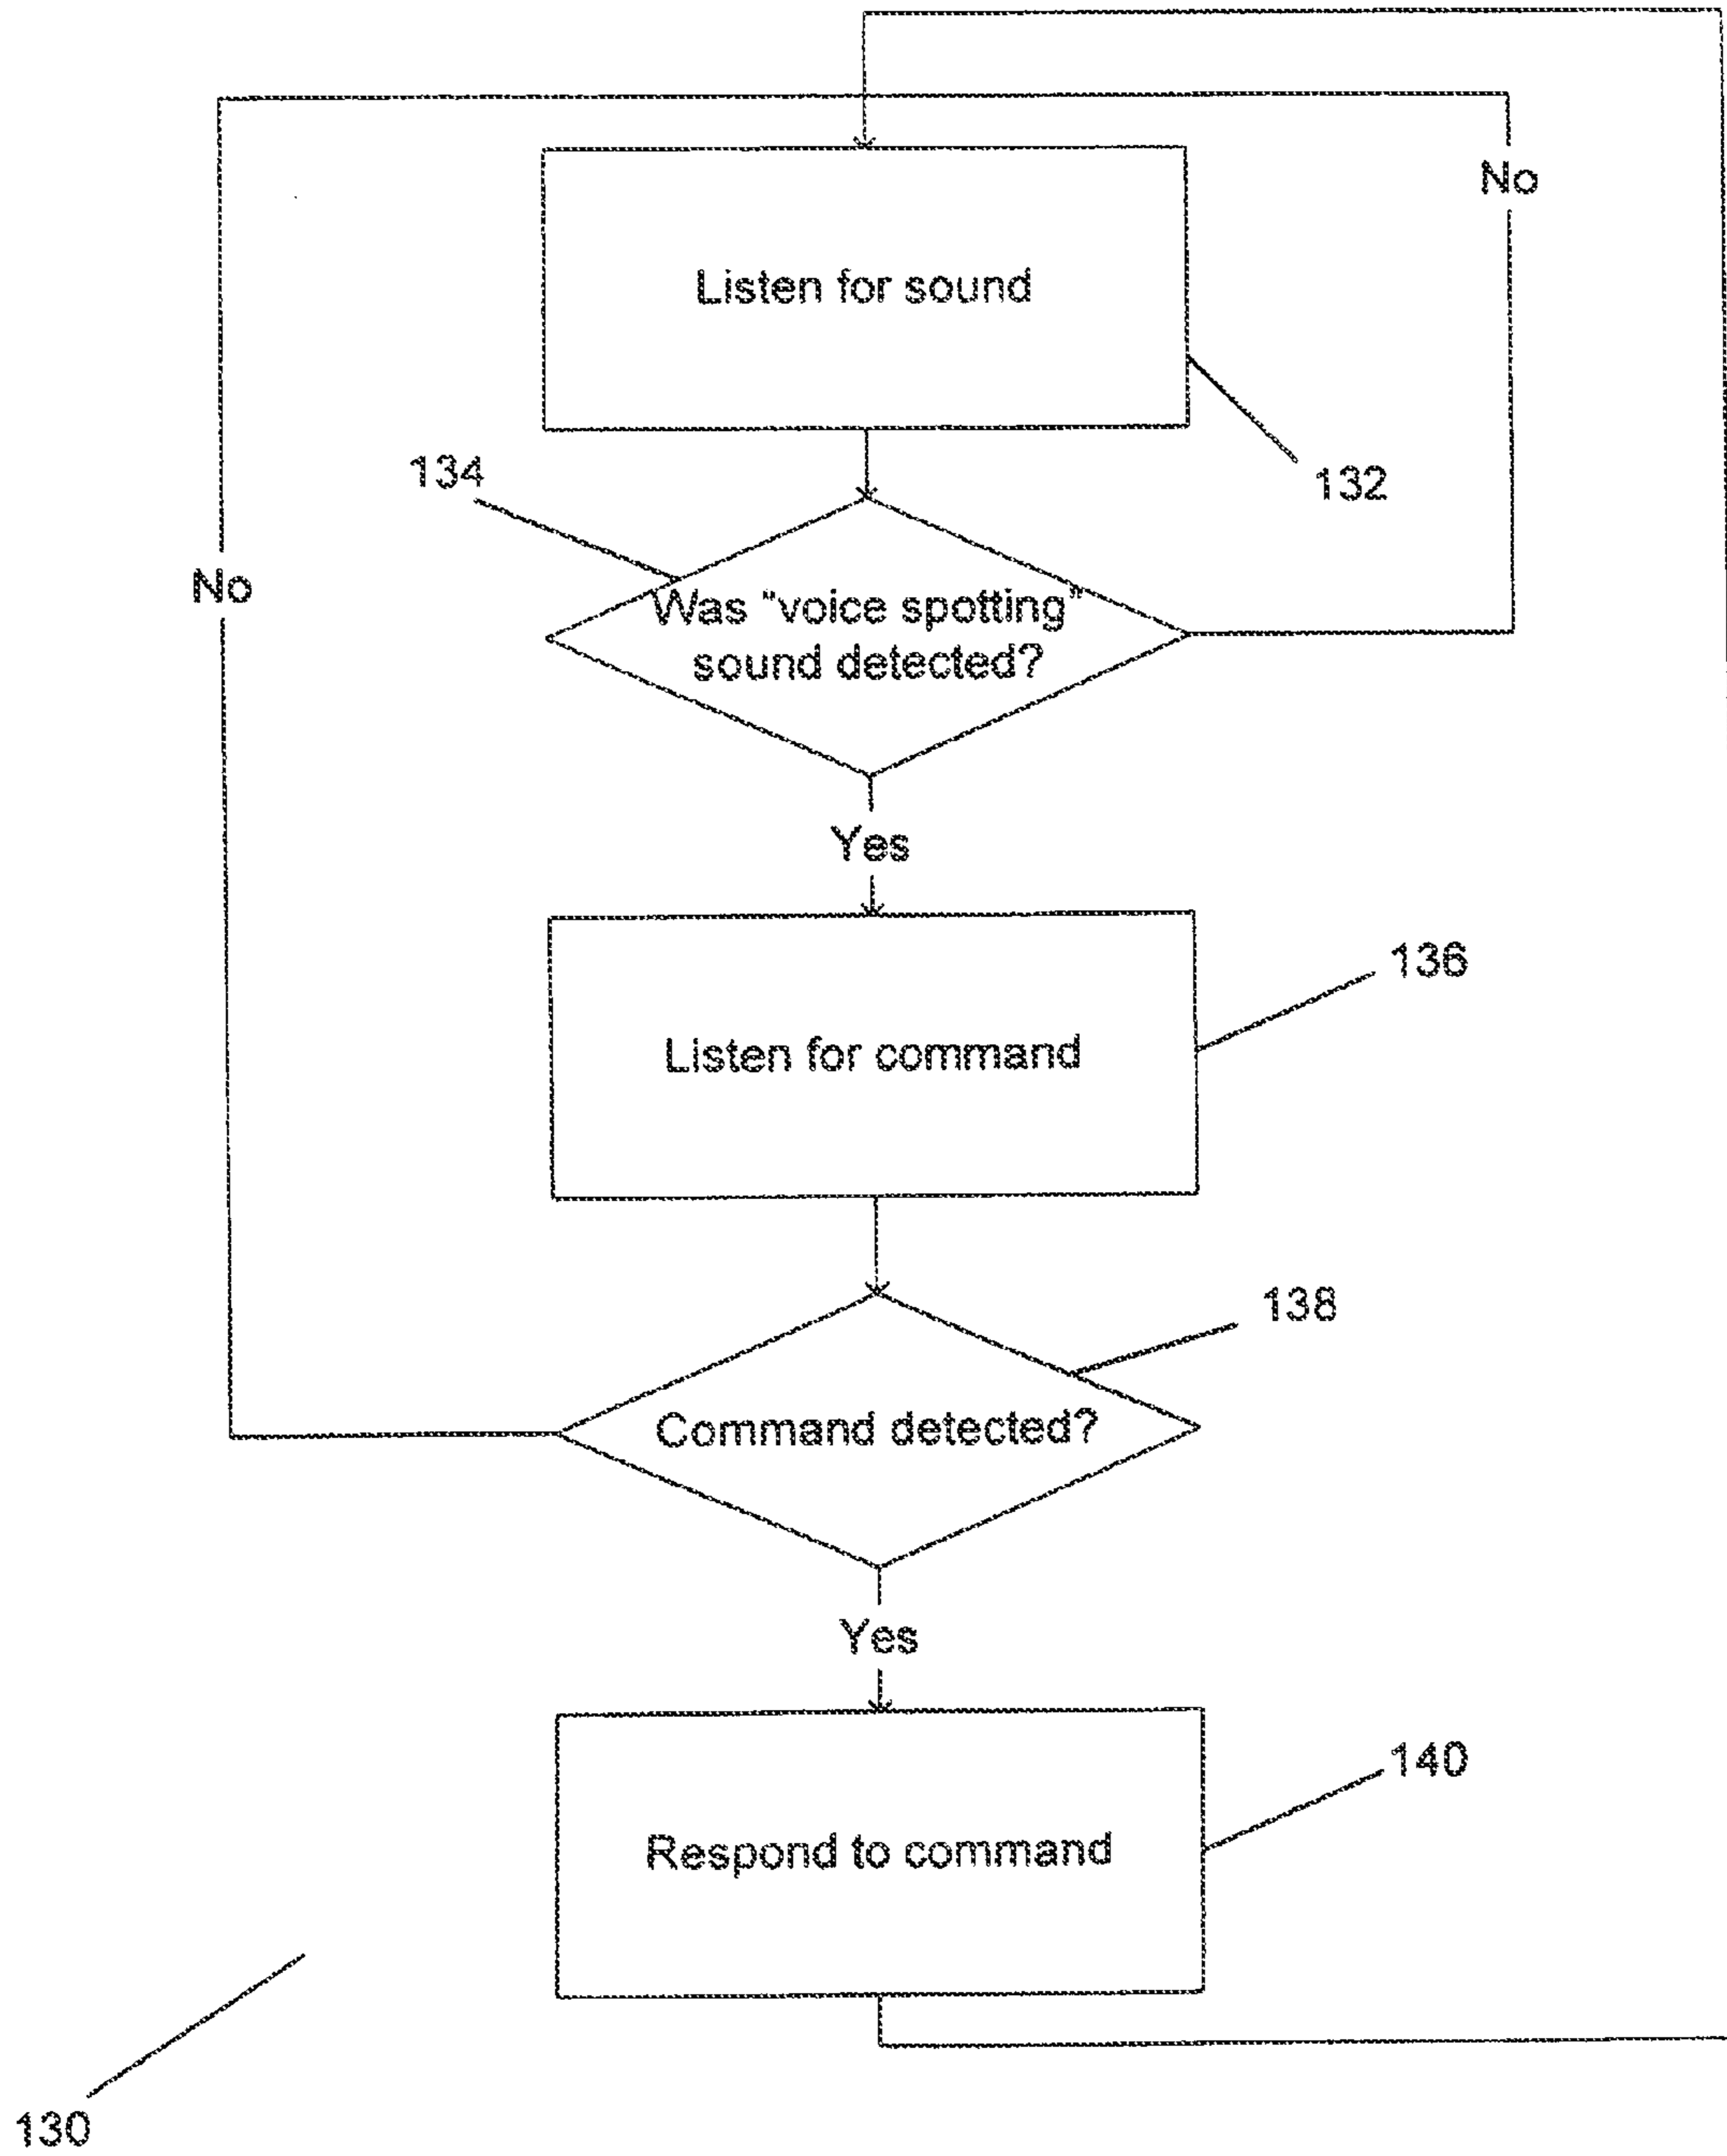 No
Listen for sound
134
132
No
Was "voice spotting"
sound detected?
Yes
136
Listen for command
138
Command detected?
Yes
140
Respond to command
130